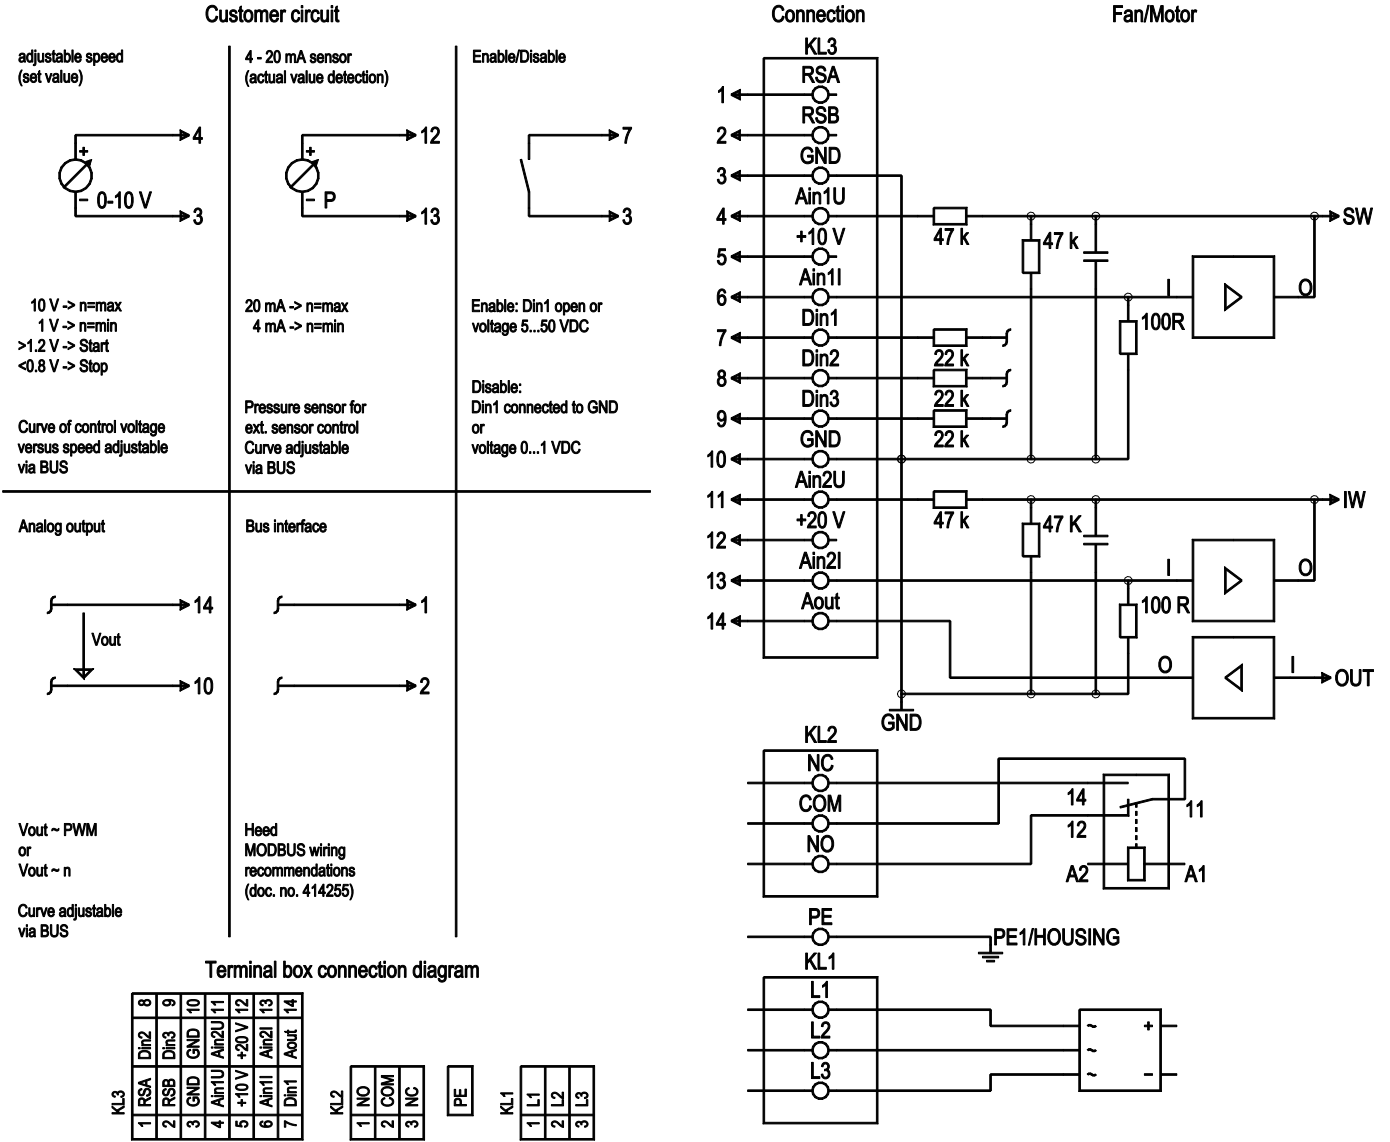 Customer circuit
adjustable speed
(set value)
+
4
0-10 V
−
3
10 V -> n=max
1 V -> n=min
>1.2 V -> Start
<0.8 V -> Stop
Curve of control voltage
versus speed adjustable
via BUS
4 - 20 mA sensor
(actual value detection)
+
12
− P
13
20 mA -> n=max
4 mA -> n=min
Pressure sensor for
ext. sensor control
Curve adjustable
via BUS
Enable/Disable
7
3
Enable: Din1 open or
voltage 5...50 VDC
Disable:
Din1 connected to GND
or
voltage 0...1 VDC
Analog output
14
Vout
10
Vout ~ PWM
or
Vout ~ n
Curve adjustable
via BUS
Bus interface
1
2
Heed
MODBUS wiring
recommendations
(doc. no. 414255)
Connection
Fan/Motor
KL3
1 RSA
2 RSB
3 GND
4 Ain1U 47 k 47 k SW
5 +10 V
6 Ain1I I O 100R
7 Din1 22 k
8 Din2 22 k
9 Din3 22 k
10 GND
11 Ain2U 47 k 47 K IW
12 +20 V
13 Ain2I I O 100 R
14 Aout O I OUT
GND
KL2
NC
COM
NO
14
12
11
A2 A1
PE
PE1/HOUSING
KL1
L1 ~ +
L2 ~
L3 ~ −
Terminal box connection diagram
KL3
8 9 10 11 12 13 14
Din2 Din3 GND Ain2U +20 V Ain2I Aout
RSA RSB GND Ain1U +10 V Ain1I Din1
1 2 3 4 5 6 7
KL2
NO COM NC
1 2 3
PE
KL1
L1 L2 L3
1 2 3